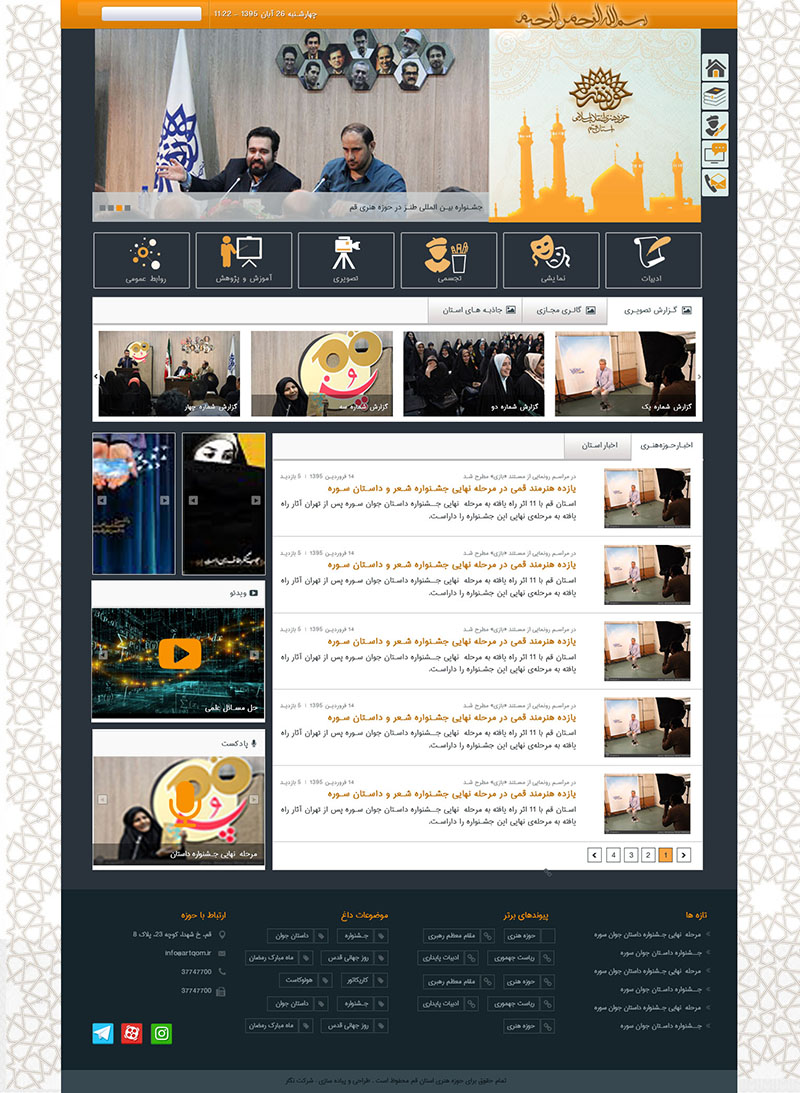 بسم الله الرحمن الرحیم
چهارشنبه 26 آبان 1395 - 11:22
حوزه هنری انقلاب اسلامی
استان قم
جشنواره بین المللی طنز در حوزه هنری قم
ادبیات
نمایشی
تجسمی
تصویری
آموزش و پژوهش
روابط عمومی
گزارش تصویری
گالری مجازی
جاذبه های استان
گزارش شماره یک
گزارش شماره دو
گزارش شماره سه
گزارش شماره چهار
اخبار حوزه‌هنری
اخبار استان
در مراسم رونمایی از مستند «بازی» مطرح شد
14 فروردین 1395 | 5 بازدید
یازده هنرمند قمی در مرحله نهایی جشنواره شعر و داستان سوره
استان قم با 11 اثر راه یافته به مرحله نهایی جشنواره داستان جوان سوره پس از تهران آثار راه
یافته به مرحله‌ی نهایی این جشنواره را داراست.
در مراسم رونمایی از مستند «بازی» مطرح شد
14 فروردین 1395 | 5 بازدید
یازده هنرمند قمی در مرحله نهایی جشنواره شعر و داستان سوره
استان قم با 11 اثر راه یافته به مرحله نهایی جشنواره داستان جوان سوره پس از تهران آثار راه
یافته به مرحله‌ی نهایی این جشنواره را داراست.
در مراسم رونمایی از مستند «بازی» مطرح شد
14 فروردین 1395 | 5 بازدید
یازده هنرمند قمی در مرحله نهایی جشنواره شعر و داستان سوره
استان قم با 11 اثر راه یافته به مرحله نهایی جشنواره داستان جوان سوره پس از تهران آثار راه
یافته به مرحله‌ی نهایی این جشنواره را داراست.
در مراسم رونمایی از مستند «بازی» مطرح شد
14 فروردین 1395 | 5 بازدید
یازده هنرمند قمی در مرحله نهایی جشنواره شعر و داستان سوره
استان قم با 11 اثر راه یافته به مرحله نهایی جشنواره داستان جوان سوره پس از تهران آثار راه
یافته به مرحله‌ی نهایی این جشنواره را داراست.
در مراسم رونمایی از مستند «بازی» مطرح شد
14 فروردین 1395 | 5 بازدید
یازده هنرمند قمی در مرحله نهایی جشنواره شعر و داستان سوره
استان قم با 11 اثر راه یافته به مرحله نهایی جشنواره داستان جوان سوره پس از تهران آثار راه
یافته به مرحله‌ی نهایی این جشنواره را داراست.
1 2 3 4
ویدئو
حل مسائل علمی
پادکست
مرحله نهایی جشنواره داستان
تازه ها
مرحله نهایی جشنواره داستان جوان سوره
جشنواره داستان جوان سوره
مرحله نهایی جشنواره داستان جوان سوره
جشنواره داستان جوان سوره
مرحله نهایی جشنواره داستان جوان سوره
جشنواره داستان جوان سوره
پیوندهای برتر
حوزه هنری
مقام معظم رهبری
ریاست جهموری
ادبیات پایداری
حوزه هنری
مقام معظم رهبری
ریاست جهموری
ادبیات پایداری
حوزه هنری
موضوعات داغ
جشنواره
داستان جوان
روز جهانی قدس
ماه مبارک رمضان
کاریکاتور
هولوکاست
جشنواره
داستان جوان
روز جهانی قدس
ماه مبارک رمضان
ارتباط با حوزه
قم، خ شهدا، کوچه 23، پلاک 8
info@artqom.ir
37747700
37747700
تمام حقوق برای حوزه هنری استان قم محفوظ است . طراحی و پیاده سازی : شرکت نگار